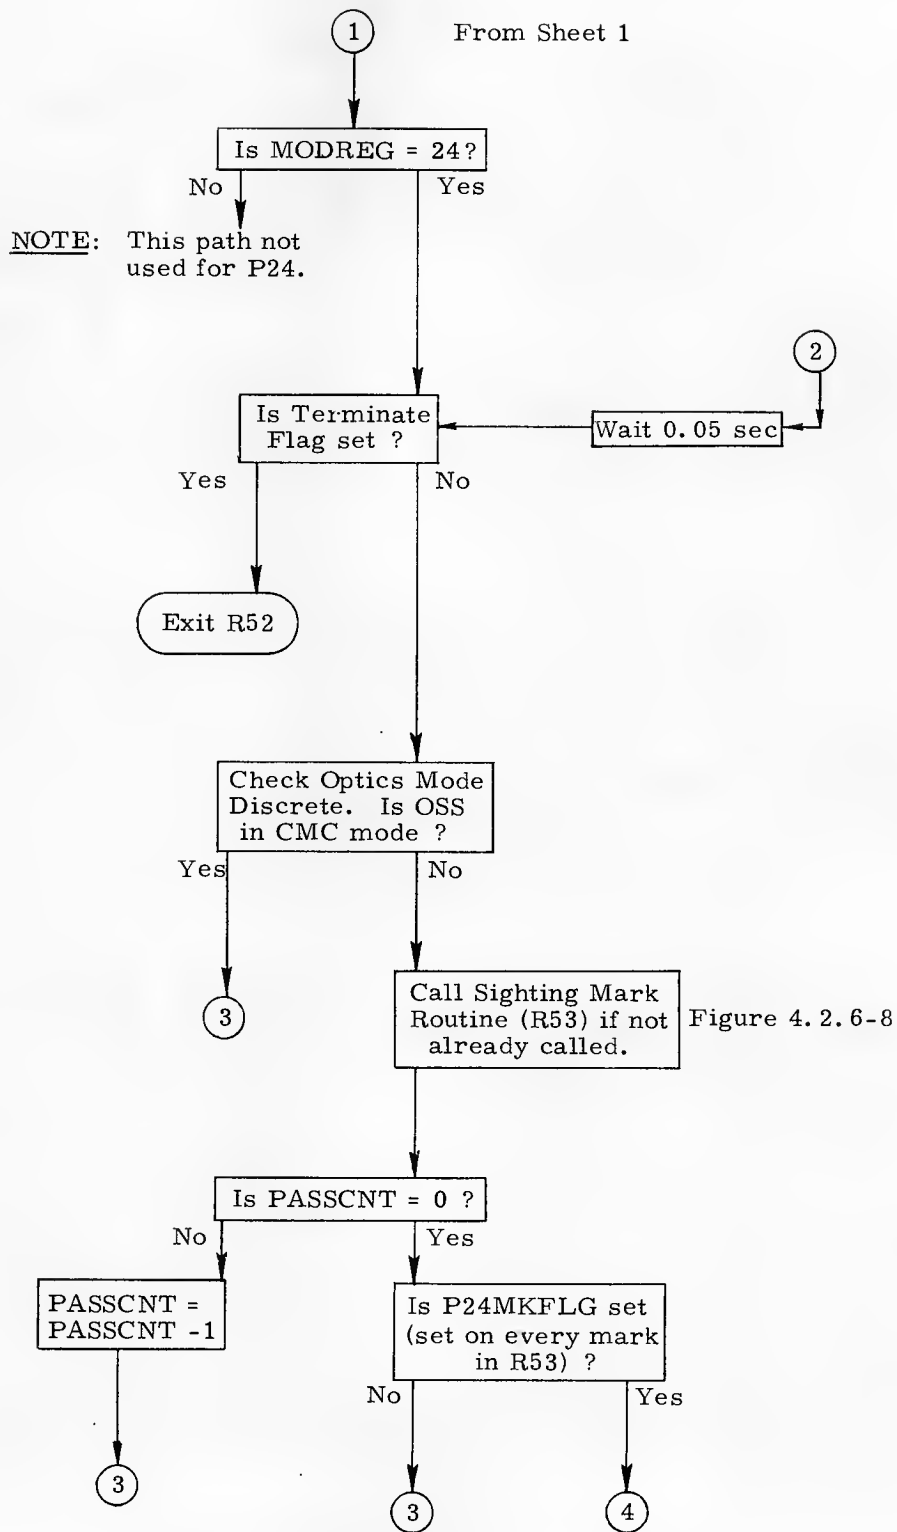 1
From Sheet 1
Is MODREG = 24?
No
Yes
NOTE: This path not
used for P24.
2
Is Terminate
Flag set ?
Wait 0.05 sec
Yes
No
Exit R52
Check Optics Mode
Discrete. Is OSS
in CMC mode ?
Yes
No
3
Call Sighting Mark
Routine (R53) if not
already called.
Figure 4.2.6-8
Is PASSCNT = 0 ?
No
Yes
PASSCNT =
PASSCNT -1
Is P24MKFLG set
(set on every mark
in R53) ?
No
Yes
3
3
4